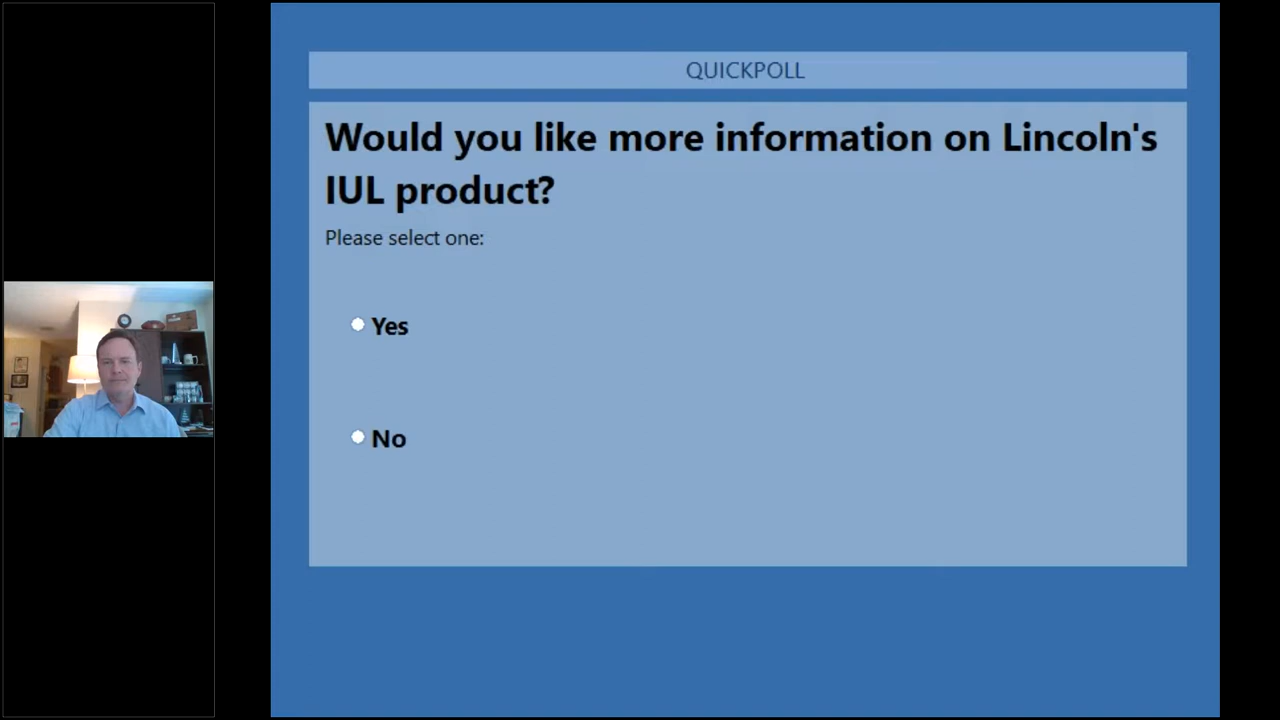 QUICKPOLL
Would you like more information on Lincoln's
IUL product?
Please select one:
Yes
No